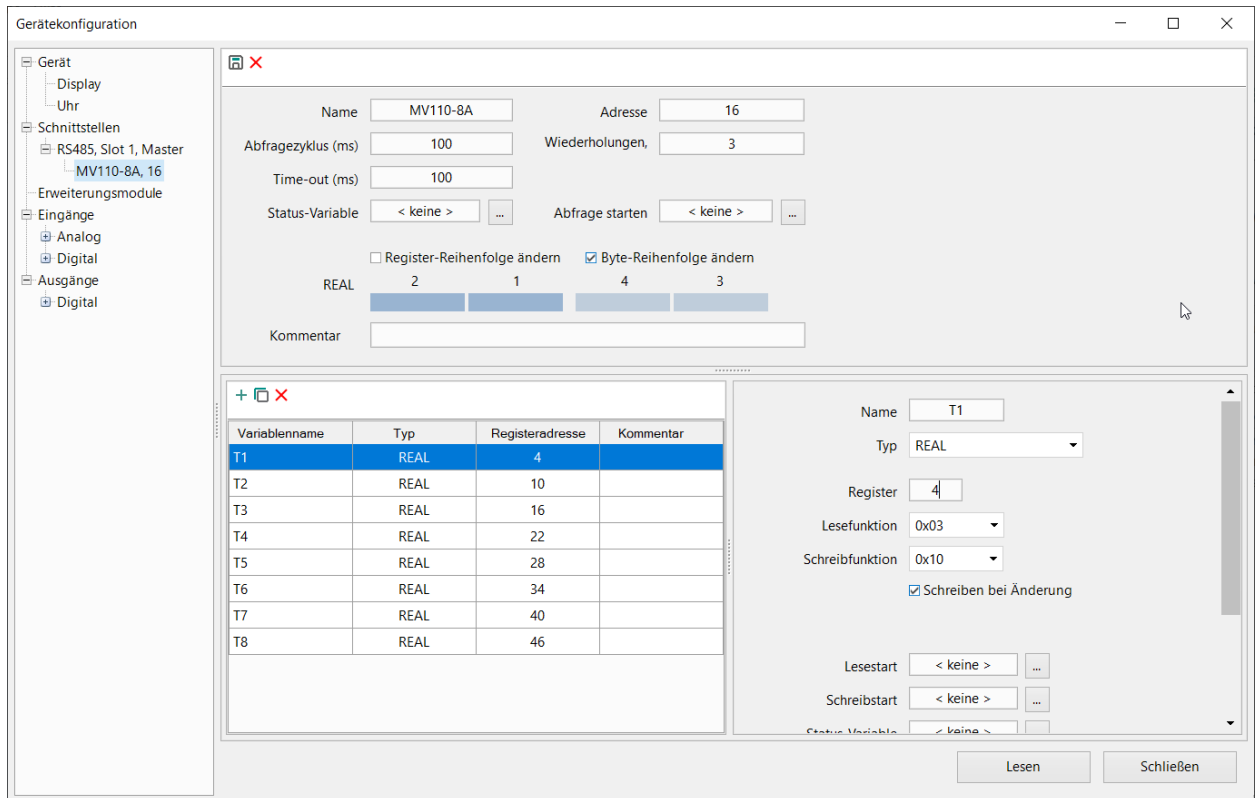 Gerätekonfiguration
Gerät
Display
Uhr
Schnittstellen
RS485, Slot 1, Master
MV110-8A, 16
Erweiterungsmodule
Eingänge
Analog
Digital
Ausgänge
Digital
Name MV110-8A Adresse 16
Abfragezyklus (ms) 100 Wiederholungen, 3
Time-out (ms) 100
Status-Variable < keine > ... Abfrage starten < keine > ...
Register-Reihenfolge ändern Byte-Reihenfolge ändern
REAL 2 1 4 3
Kommentar
Variablenname Typ Registeradresse Kommentar
T1 REAL 4
T2 REAL 10
T3 REAL 16
T4 REAL 22
T5 REAL 28
T6 REAL 34
T7 REAL 40
T8 REAL 46
Name T1
Typ REAL
Register 4
Lesefunktion 0x03
Schreibfunktion 0x10
Schreiben bei Änderung
Lesestart < keine > ...
Schreibstart < keine > ...
Status-Variable < keine >
Lesen Schließen